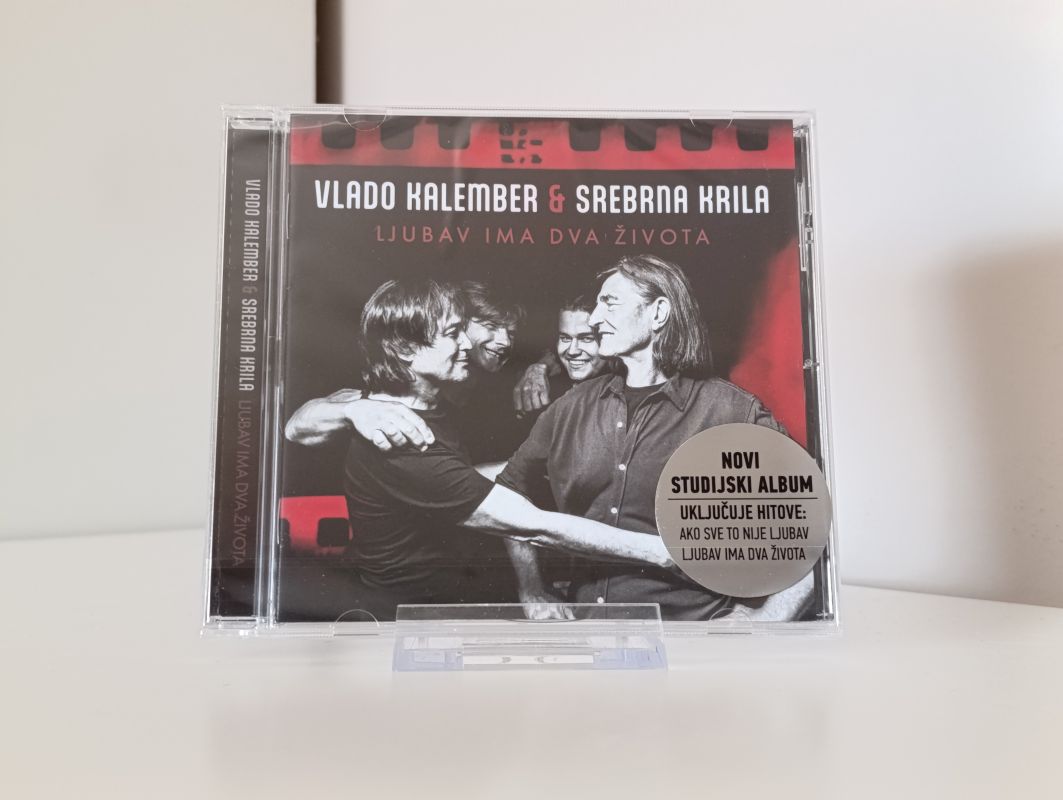 VLADO KALEMBER & SREBRNA KRILA LJUBAV IMA DVA ŽIVOTA
VLADO KALEMBER & SREBRNA KRILA
LJUBAV IMA DVA ŽIVOTA
NOVI
STUDIJSKI ALBUM
UKLJUČUJE HITOVE:
AKO SVE TO NIJE LJUBAV
LJUBAV IMA DVA ŽIVOTA